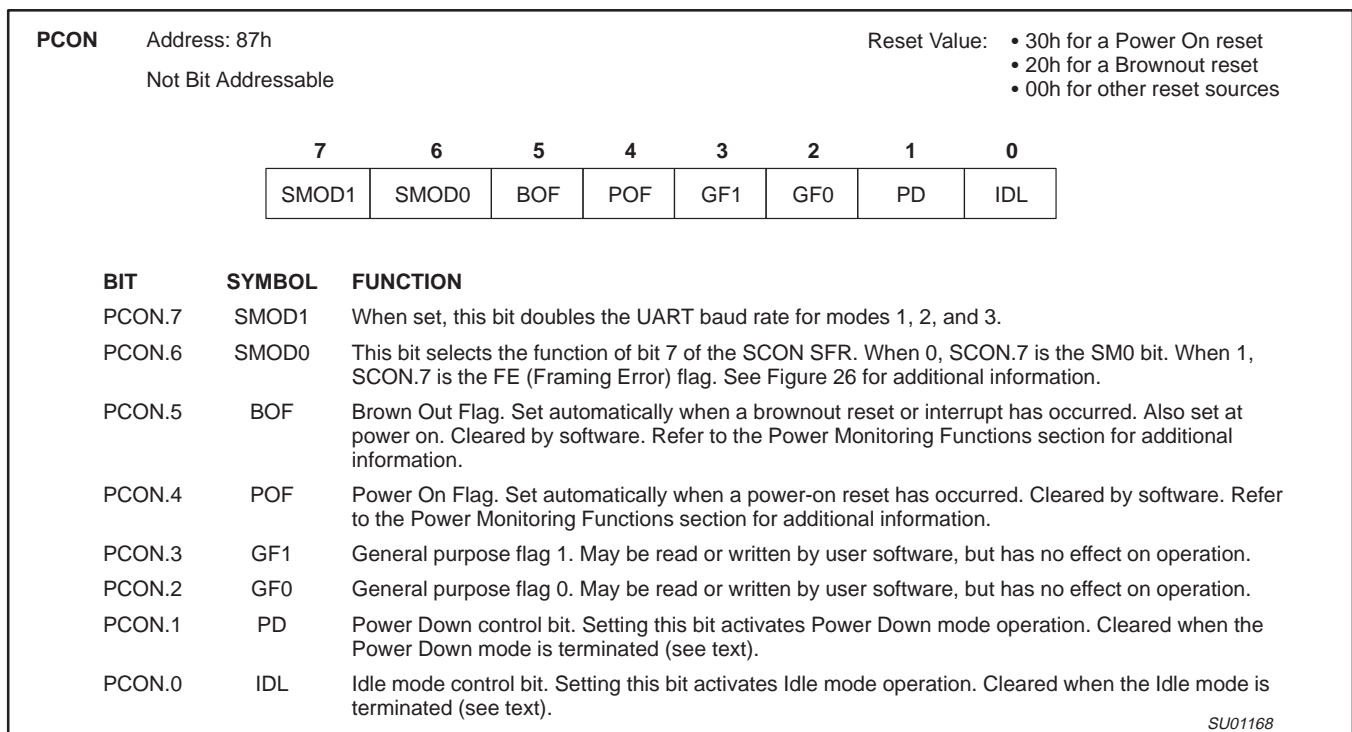 PCON Address: 87h Reset Value: • 30h for a Power On reset
• 20h for a Brownout reset
Not Bit Addressable
• 00h for other reset sources
7 6 5 4 3 2 1 0
SMOD1 SMOD0 BOF POF GF1 GF0 PD IDL
BIT SYMBOL FUNCTION
PCON.7 SMOD1 When set, this bit doubles the UART baud rate for modes 1, 2, and 3.
PCON.6 SMOD0 This bit selects the function of bit 7 of the SCON SFR. When 0, SCON.7 is the SM0 bit. When 1,
SCON.7 is the FE (Framing Error) flag. See Figure 26 for additional information.
PCON.5 BOF Brown Out Flag. Set automatically when a brownout reset or interrupt has occurred. Also set at
power on. Cleared by software. Refer to the Power Monitoring Functions section for additional
information.
PCON.4 POF Power On Flag. Set automatically when a power-on reset has occurred. Cleared by software. Refer
to the Power Monitoring Functions section for additional information.
PCON.3 GF1 General purpose flag 1. May be read or written by user software, but has no effect on operation.
PCON.2 GF0 General purpose flag 0. May be read or written by user software, but has no effect on operation.
PCON.1 PD Power Down control bit. Setting this bit activates Power Down mode operation. Cleared when the
Power Down mode is terminated (see text).
PCON.0 IDL Idle mode control bit. Setting this bit activates Idle mode operation. Cleared when the Idle mode is
terminated (see text).
SU01168